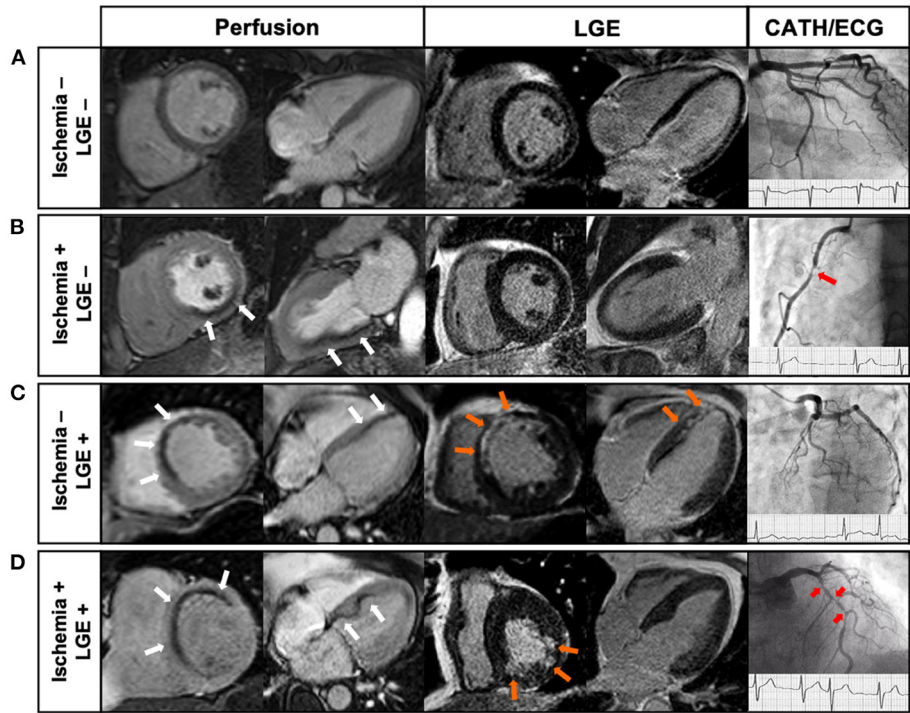 Perfusion LGE CATH/ECG
A
Ischemia –
LGE –
B
Ischemia +
LGE –
C
Ischemia –
LGE +
D
Ischemia +
LGE +